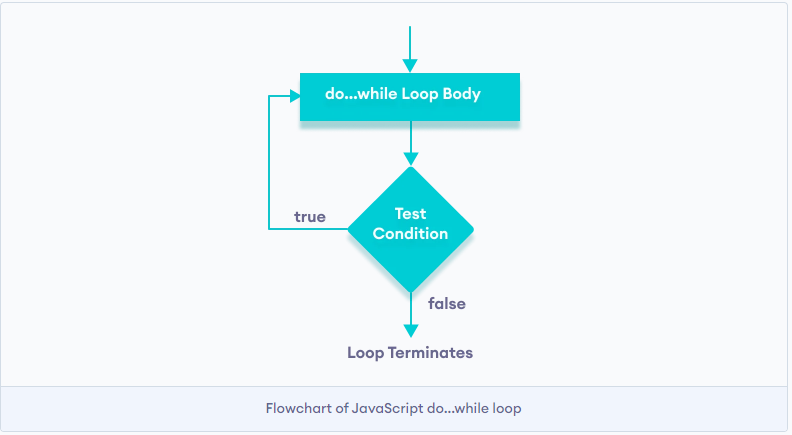 do...while Loop Body
Test
Condition
true
false
Loop Terminates
Flowchart of JavaScript do...while loop